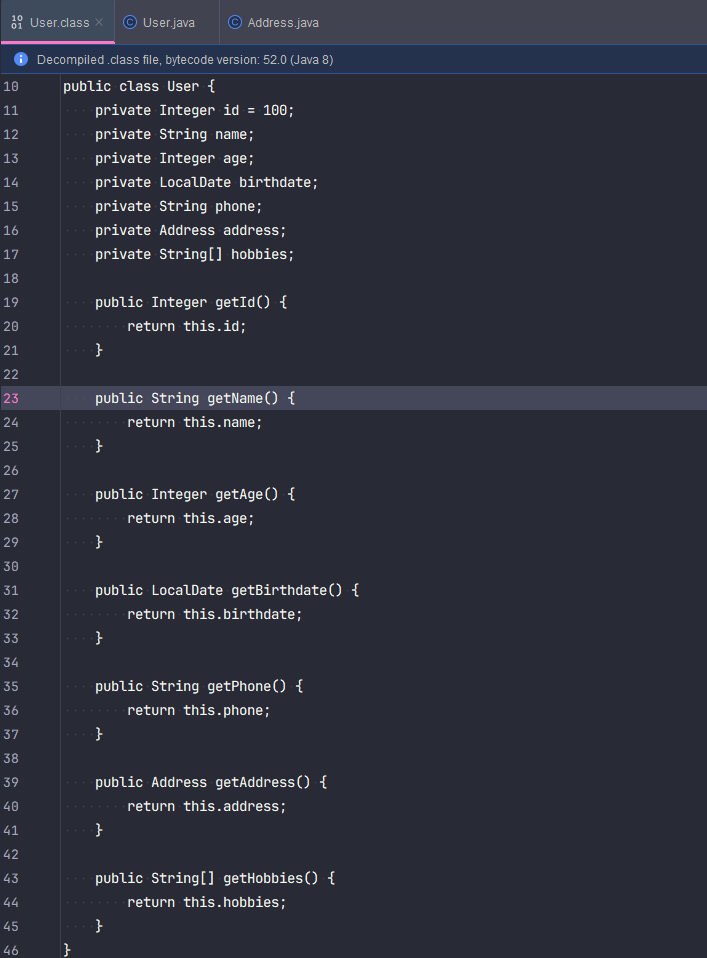 User.class
User.java
Address.java
Decompiled .class file, bytecode version: 52.0 (Java 8)
10 public class User {
11 private Integer id = 100;
12 private String name;
13 private Integer age;
14 private LocalDate birthdate;
15 private String phone;
16 private Address address;
17 private String[] hobbies;
18
19 public Integer getId() {
20 return this.id;
21 }
22
23 public String getName() {
24 return this.name;
25 }
26
27 public Integer getAge() {
28 return this.age;
29 }
30
31 public LocalDate getBirthdate() {
32 return this.birthdate;
33 }
34
35 public String getPhone() {
36 return this.phone;
37 }
38
39 public Address getAddress() {
40 return this.address;
41 }
42
43 public String[] getHobbies() {
44 return this.hobbies;
45 }
46 }